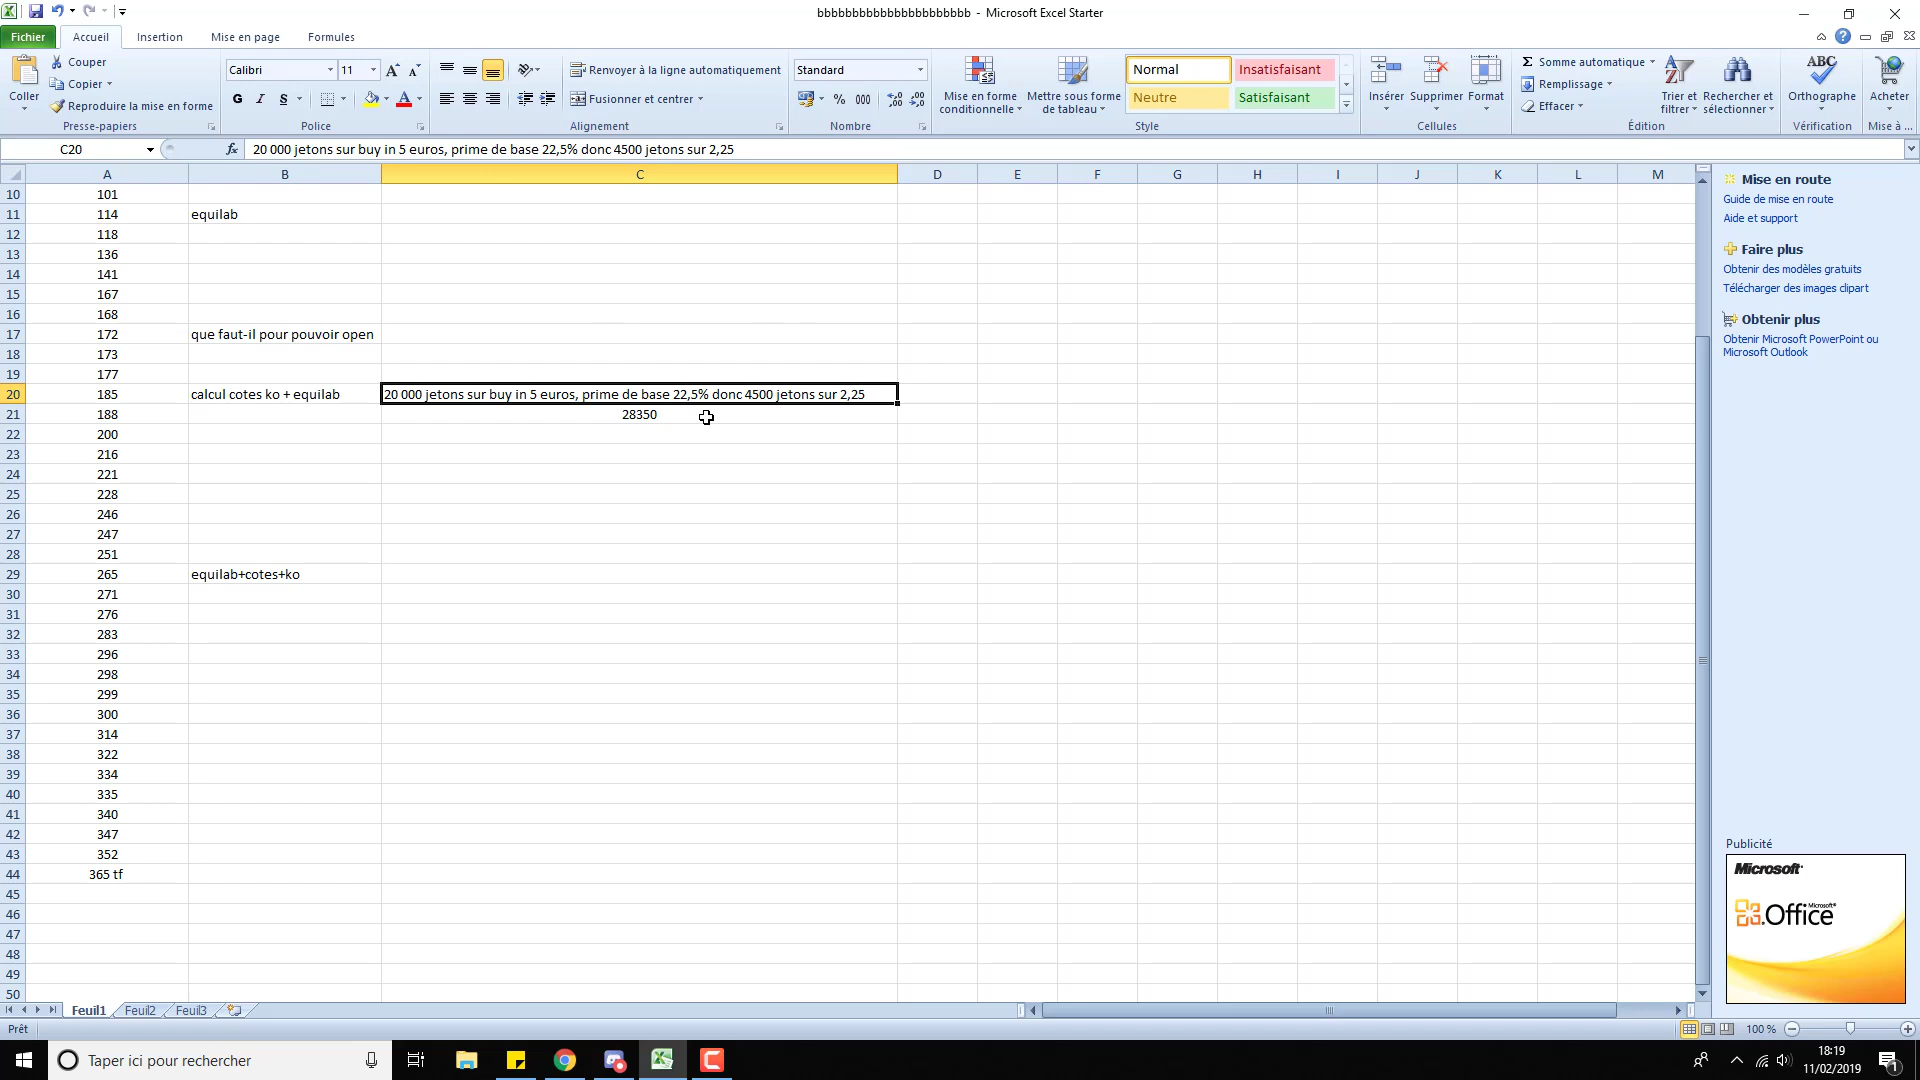 bbbbbbbbbbbbbbbbbbbbbb - Microsoft Excel Starter
Fichier Accueil Insertion Mise en page Formules
Coller
Couper
Copier
Reproduire la mise en forme
Presse-papiers
Calibri 11
G I S
Police
Renvoyer à la ligne automatiquement
Fusionner et centrer
Alignement
Standard
% 000
Nombre
Mise en forme conditionnelle
Mettre sous forme de tableau
Normal Insatisfaisant
Neutre Satisfaisant
Style
Insérer Supprimer Format
Cellules
Σ Somme automatique
Remplissage
Effacer
Trier et filtrer
Rechercher et sélectionner
Édition
ABC
Orthographe
Vérification
Acheter
Mise à ...
C20 fx 20 000 jetons sur buy in 5 euros, prime de base 22,5% donc 4500 jetons sur 2,25
A B C D E F G H I J K L M
10 101
11 114 equilab
12 118
13 136
14 141
15 167
16 168
17 172 que faut-il pour pouvoir open
18 173
19 177
20 185 calcul cotes ko + equilab 20 000 jetons sur buy in 5 euros, prime de base 22,5% donc 4500 jetons sur 2,25
21 188 28350
22 200
23 216
24 221
25 228
26 246
27 247
28 251
29 265 equilab+cotes+ko
30 271
31 276
32 283
33 296
34 298
35 299
36 300
37 314
38 322
39 334
40 335
41 340
42 347
43 352
44 365 tf
45
46
47
48
49
50
Mise en route
Guide de mise en route
Aide et support
Faire plus
Obtenir des modèles gratuits
Télécharger des images clipart
Obtenir plus
Obtenir Microsoft PowerPoint ou
Microsoft Outlook
Publicité
Microsoft
Microsoft
Office
Feuil1 Feuil2 Feuil3
Prêt
100 %
Taper ici pour rechercher
18:19
11/02/2019
1